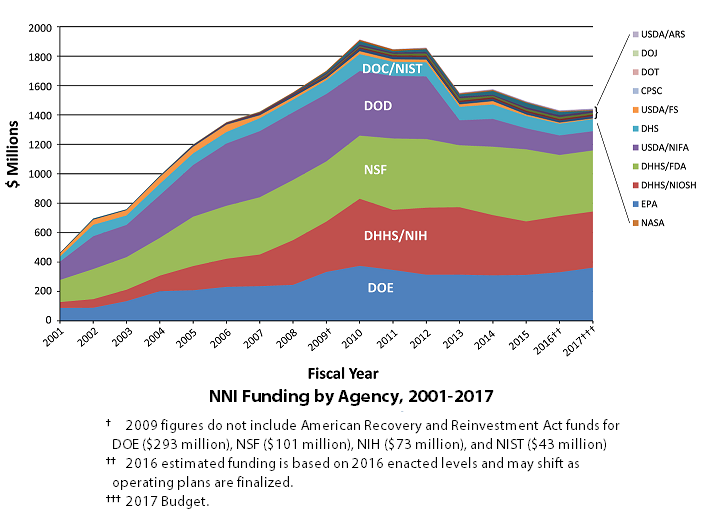 2000
1800
1600
1400
1200
1000
800
600
400
200
0
$ Millions
DOC/NIST
DOD
NSF
DHHS/NIH
DOE
USDA/ARS
DOJ
DOT
CPSC
USDA/FS
DHS
USDA/NIFA
DHHS/FDA
DHHS/NIOSH
EPA
NASA
2001 2002 2003 2004 2005 2006 2007 2008 2009† 2010 2011 2012 2013 2014 2015 2016†† 2017†††
Fiscal Year
NNI Funding by Agency, 2001-2017
† 2009 figures do not include American Recovery and Reinvestment Act funds for
DOE ($293 million), NSF ($101 million), NIH ($73 million), and NIST ($43 million)
†† 2016 estimated funding is based on 2016 enacted levels and may shift as
operating plans are finalized.
††† 2017 Budget.